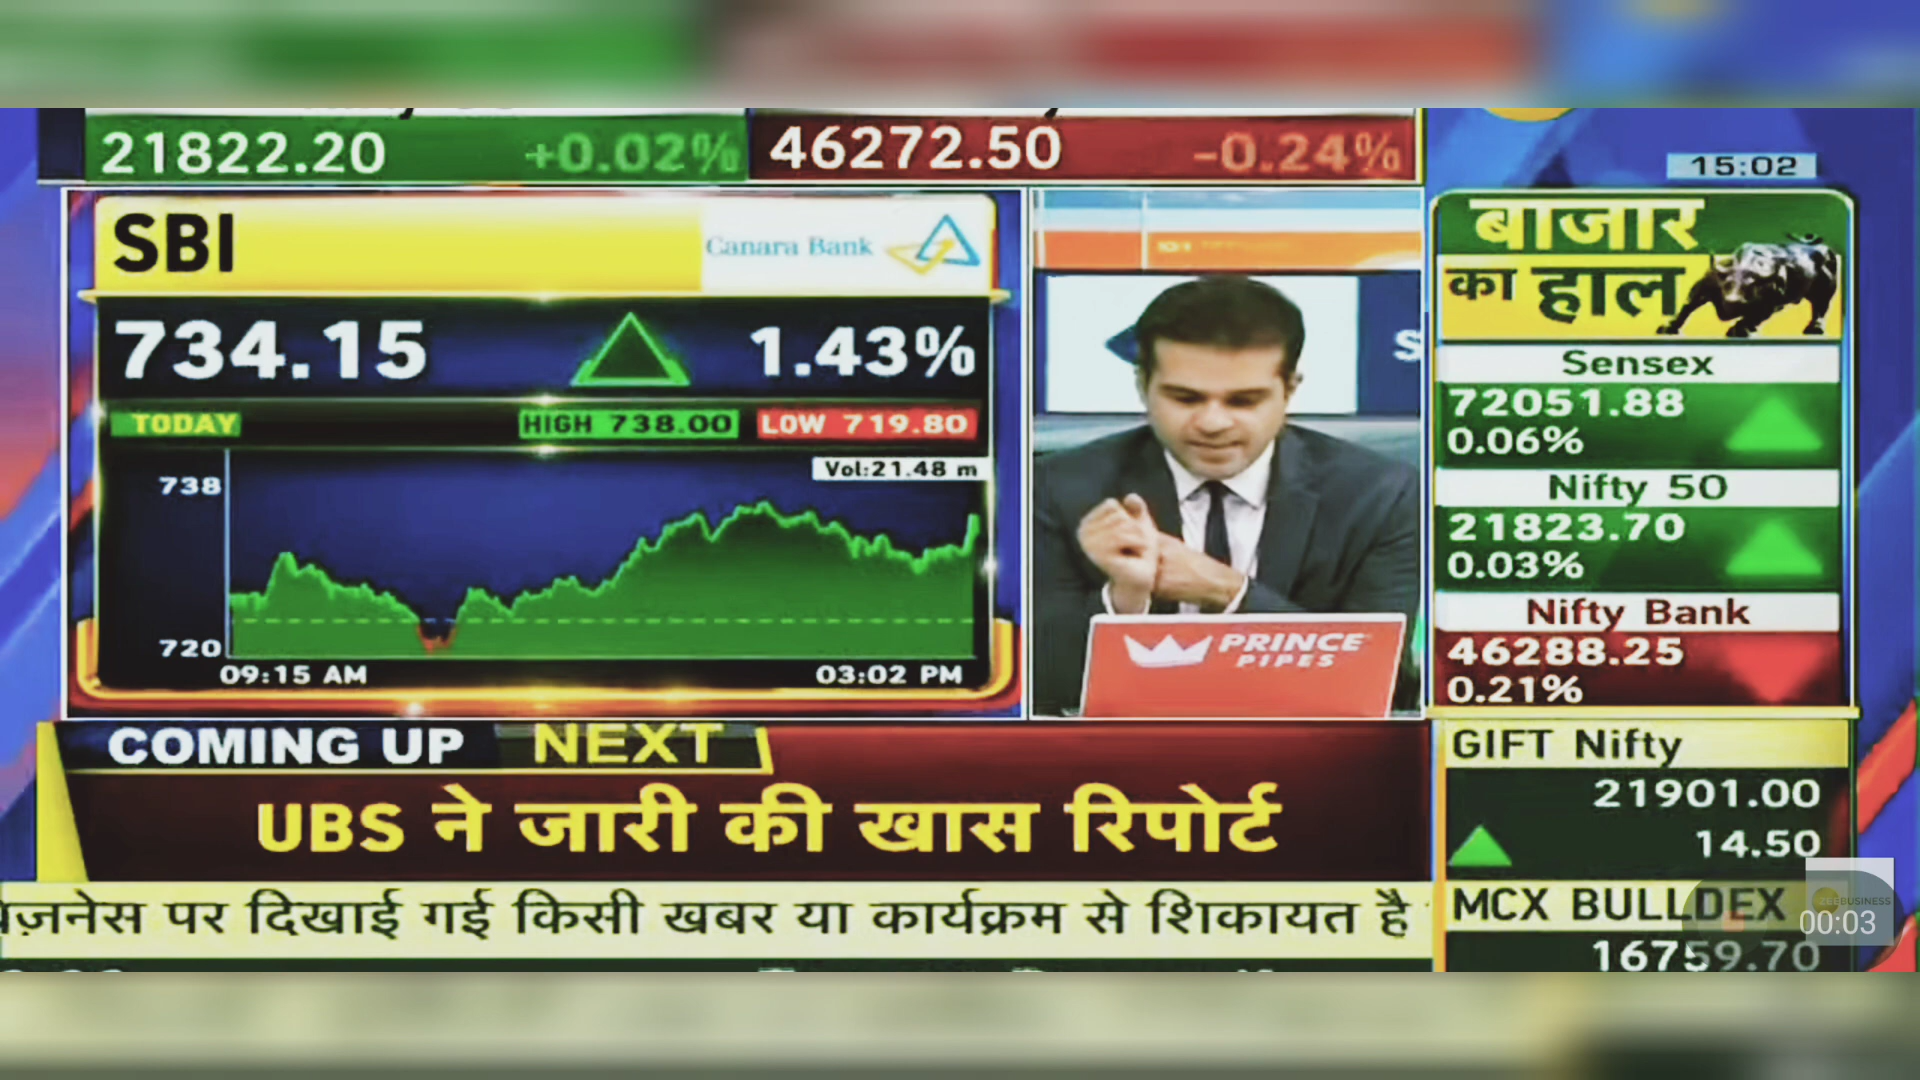 21822.20 +0.02% 46272.50 -0.24%
15:02
SBI
Canara Bank
734.15 1.43%
TODAY HIGH 738.00 LOW 719.80
Vol:21.48 m
738
720
09:15 AM 03:02 PM
PRINCE
PIPES
बाजार
का हाल
Sensex
72051.88
0.06%
Nifty 50
21823.70
0.03%
Nifty Bank
46288.25
0.21%
COMING UP NEXT
UBS ने जारी की खास रिपोर्ट
पर दिखाई गई किसी खबर या कार्यक्रम से शिकायत है
GIFT Nifty
21901.00
14.50
MCX BULLDEX
16759.70
ZEEBUSINESS
00:03